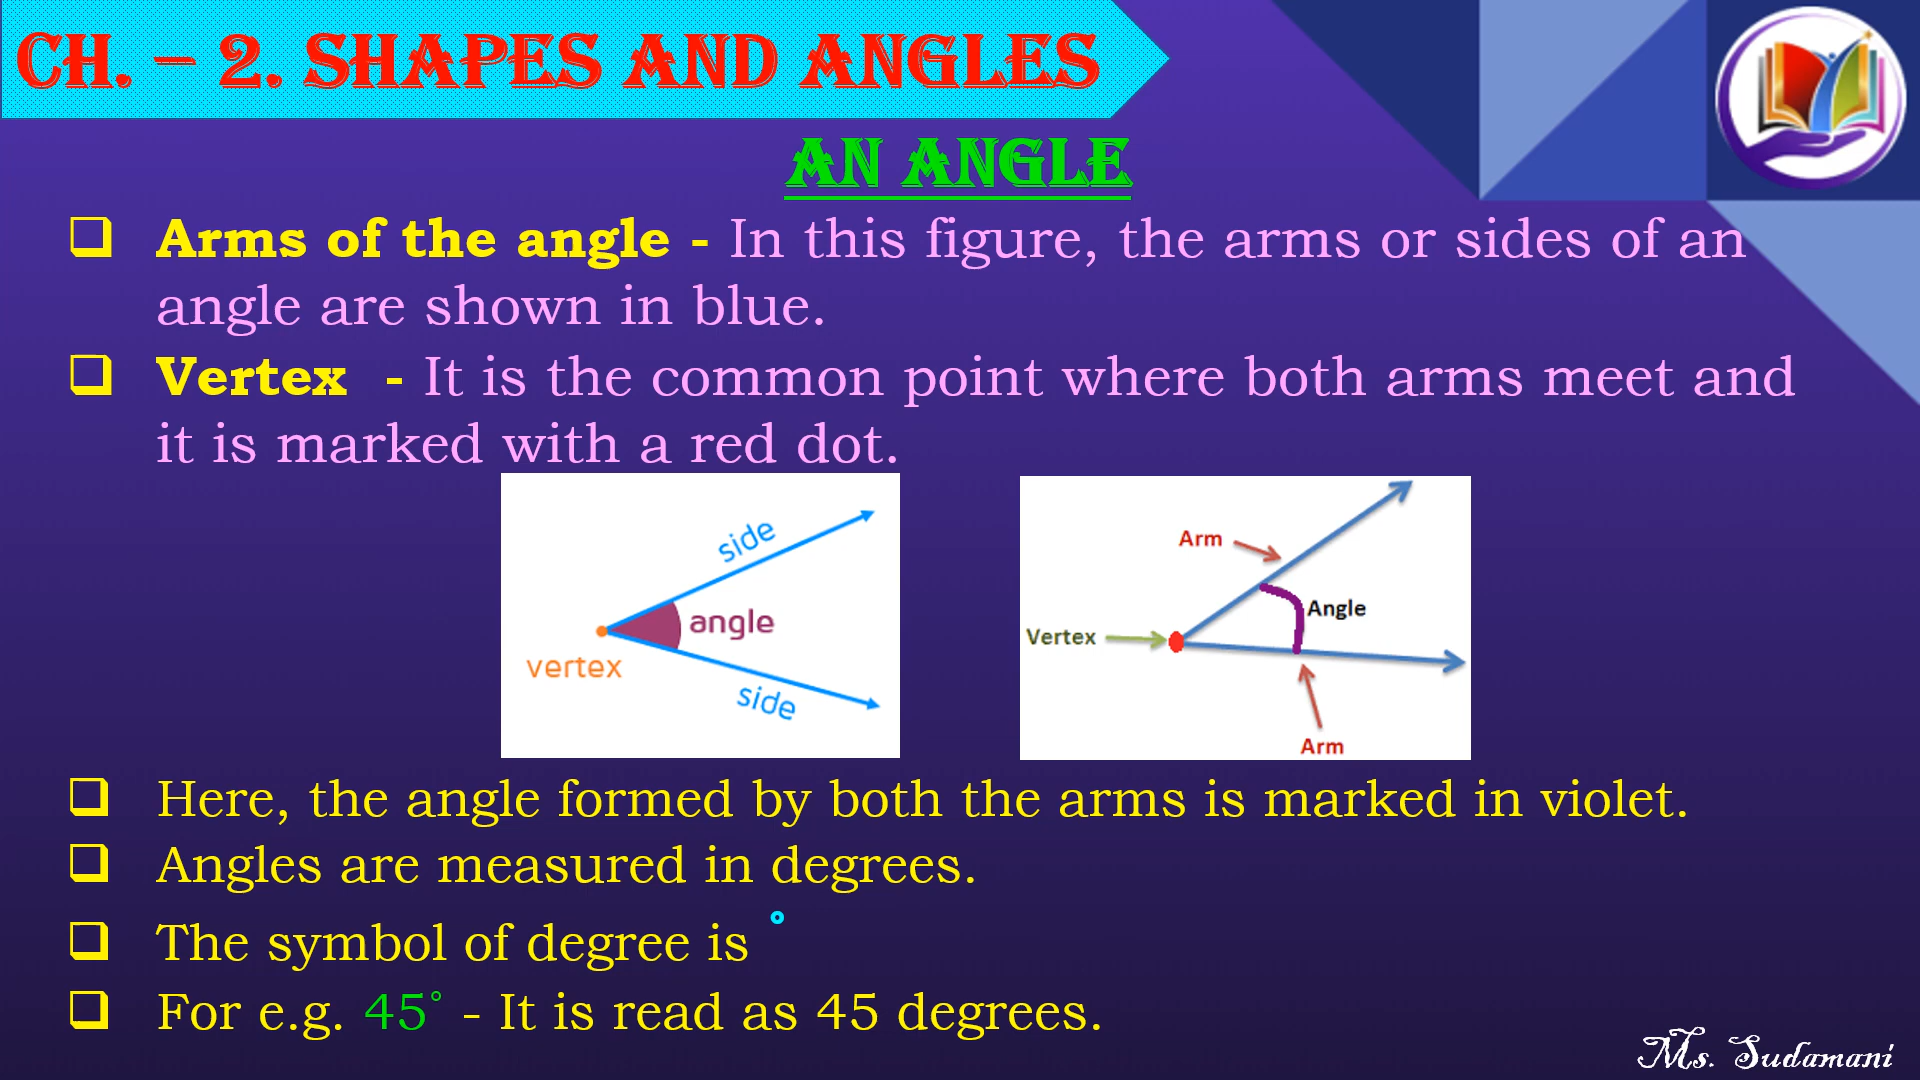 CH. – 2. SHAPES AND ANGLES
AN ANGLE
❑ Arms of the angle - In this figure, the arms or sides of an
angle are shown in blue.
❑ Vertex - It is the common point where both arms meet and
it is marked with a red dot.
side
angle
vertex
side
Arm
Angle
Vertex
Arm
❑ Here, the angle formed by both the arms is marked in violet.
❑ Angles are measured in degrees.
❑ The symbol of degree is °
❑ For e.g. 45° - It is read as 45 degrees.
Ms. Sudamani